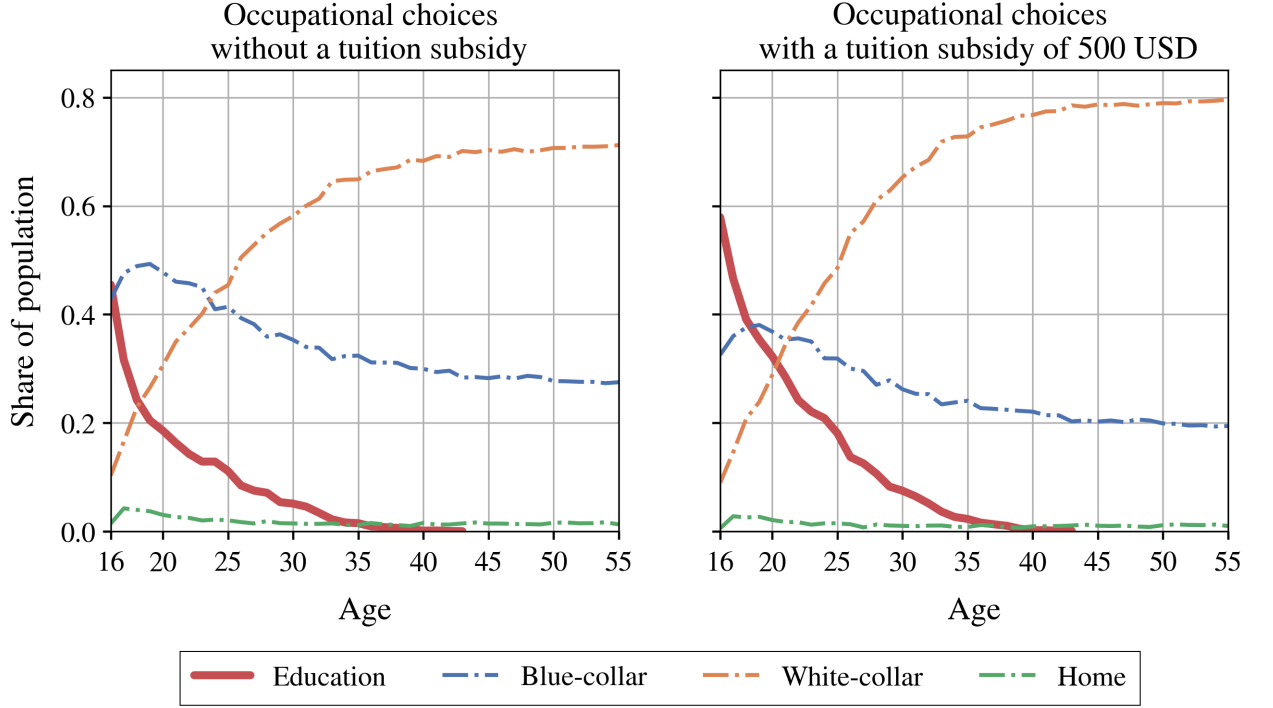 Occupational choices
without a tuition subsidy
Occupational choices
with a tuition subsidy of 500 USD
Share of population
0.8
0.6
0.4
0.2
0.0
16 20 25 30 35 40 45 50 55
16 20 25 30 35 40 45 50 55
Age
Age
Education Blue-collar White-collar Home